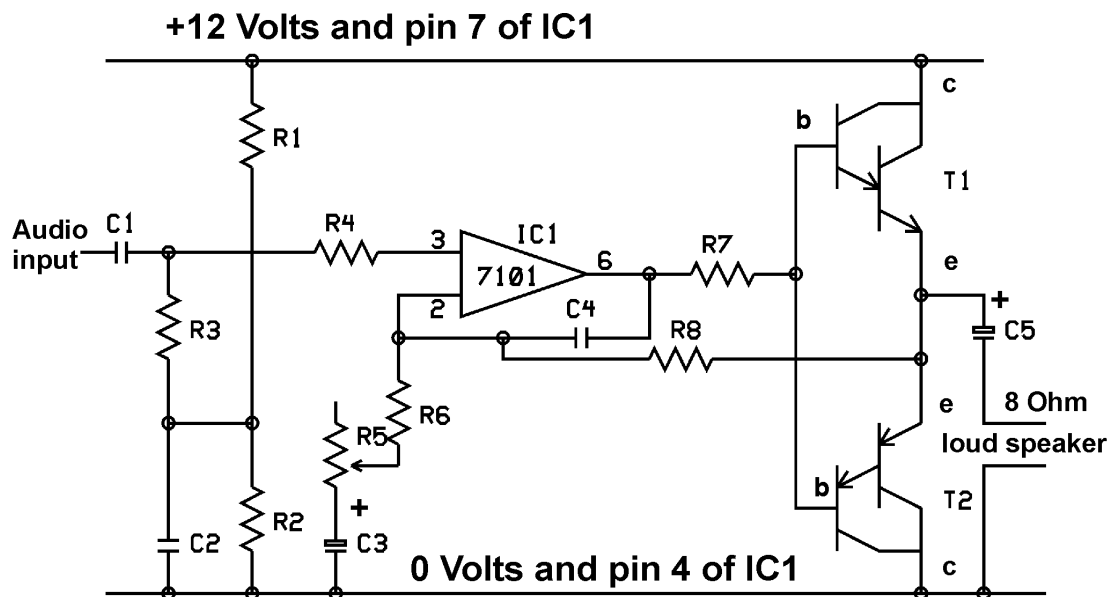 +12 Volts and pin 7 of IC1
c
b
R1
T1
Audio
input
C1
R4
3
IC1
7101
6
R7
e
2
C4
+
C5
R3
R8
R6
R5
e
8 Ohm
loud speaker
b
T2
+
C2
R2
C3
0 Volts and pin 4 of IC1
c